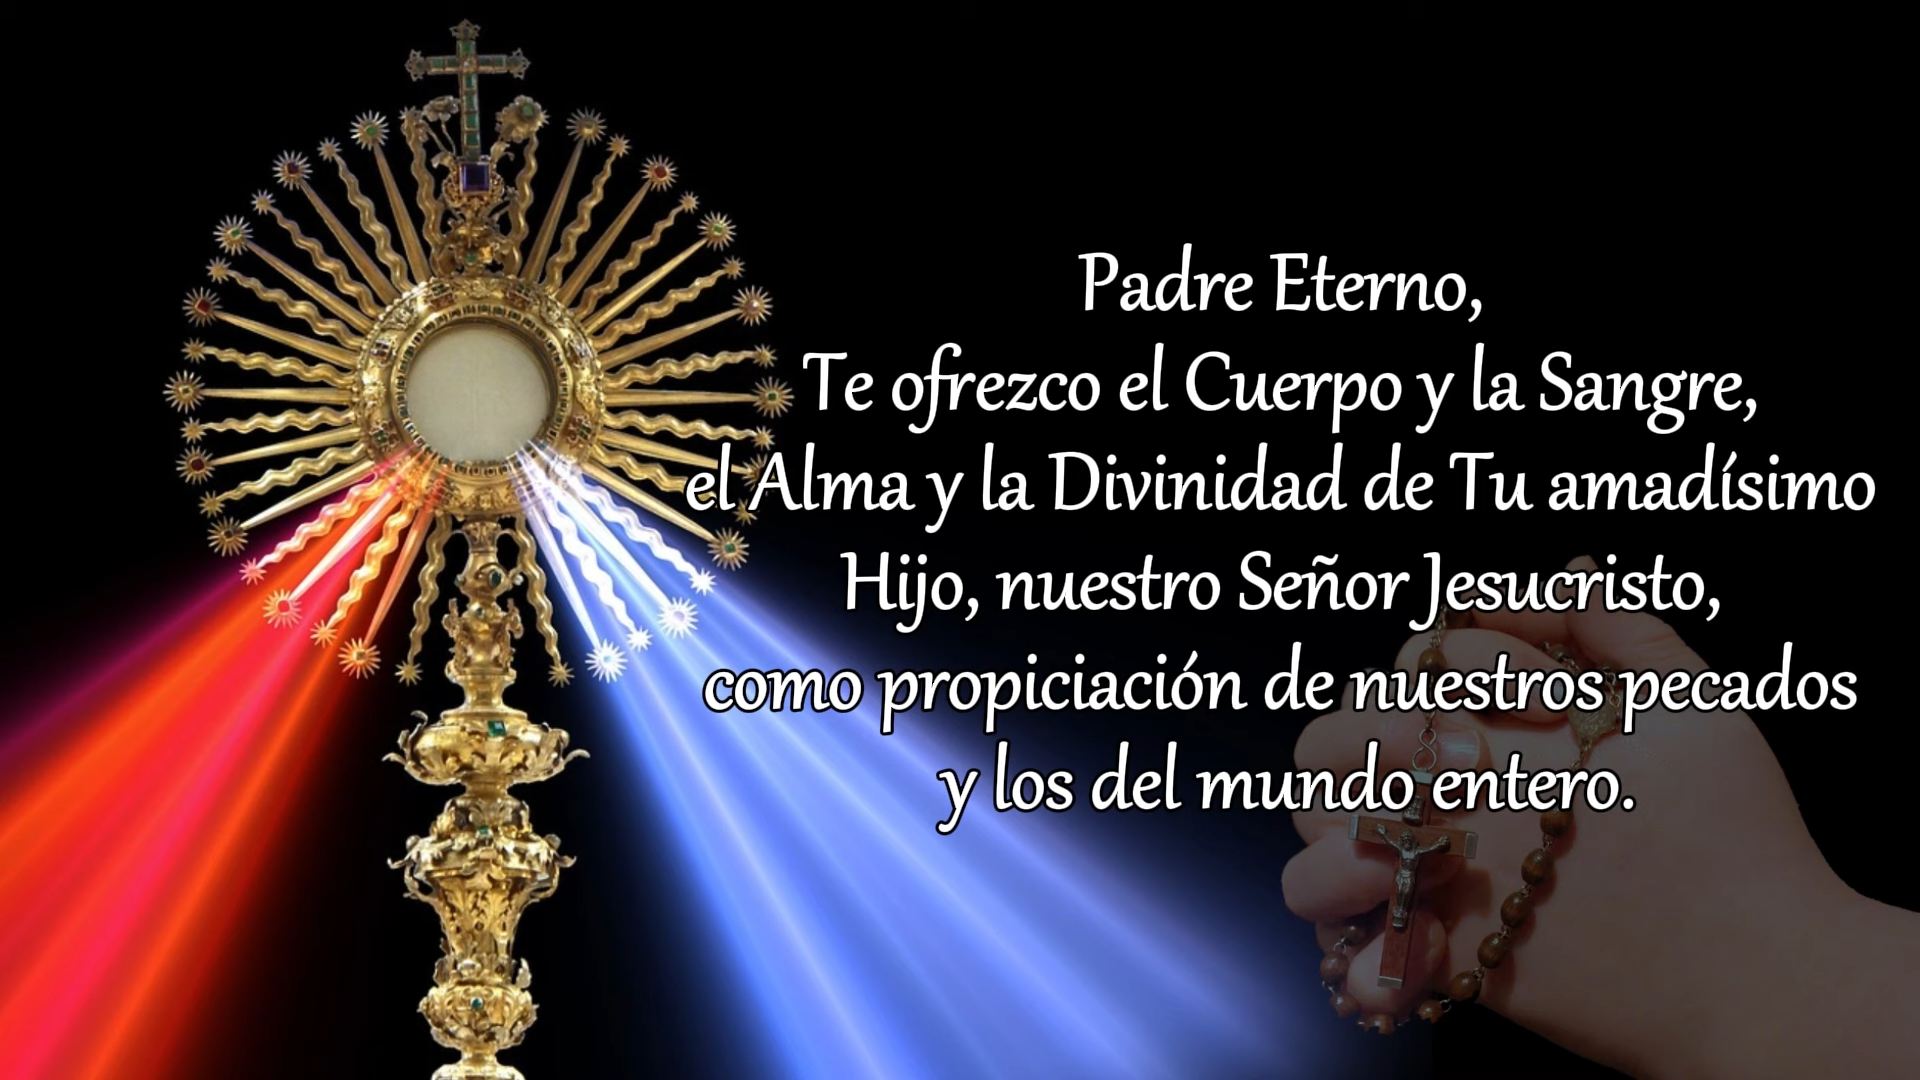 Padre Eterno,
Te ofrezco el Cuerpo y la Sangre,
el Alma y la Divinidad de Tu amadísimo
Hijo, nuestro Señor Jesucristo,
como propiciación de nuestros pecados
y los del mundo entero.